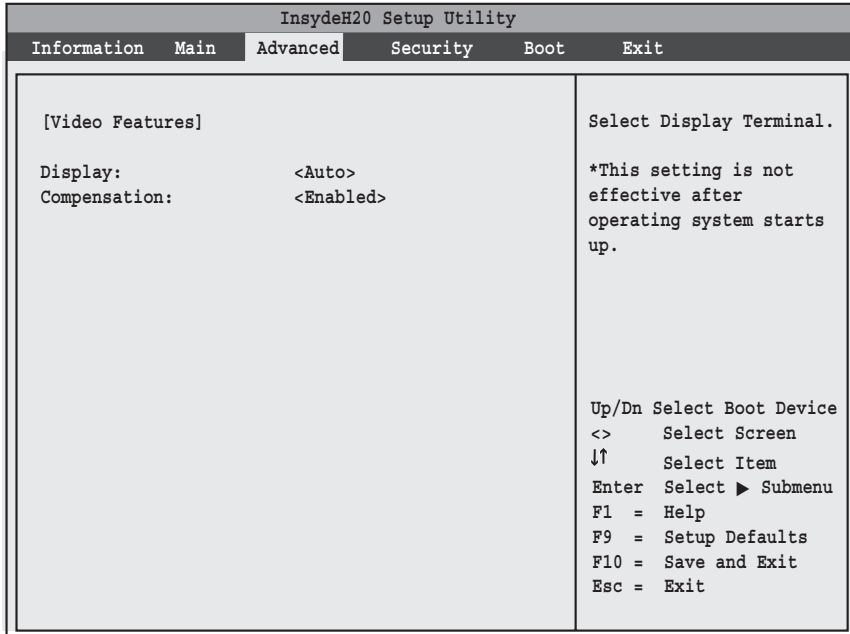 InsydeH20 Setup Utility
Information Main Advanced Security Boot Exit
[Video Features]
Display: <Auto>
Compensation: <Enabled>
Select Display Terminal.
*This setting is not
effective after
operating system starts
up.
Up/Dn Select Boot Device
<> Select Screen
↓↑ Select Item
Enter Select ▶ Submenu
F1 = Help
F9 = Setup Defaults
F10 = Save and Exit
Esc = Exit